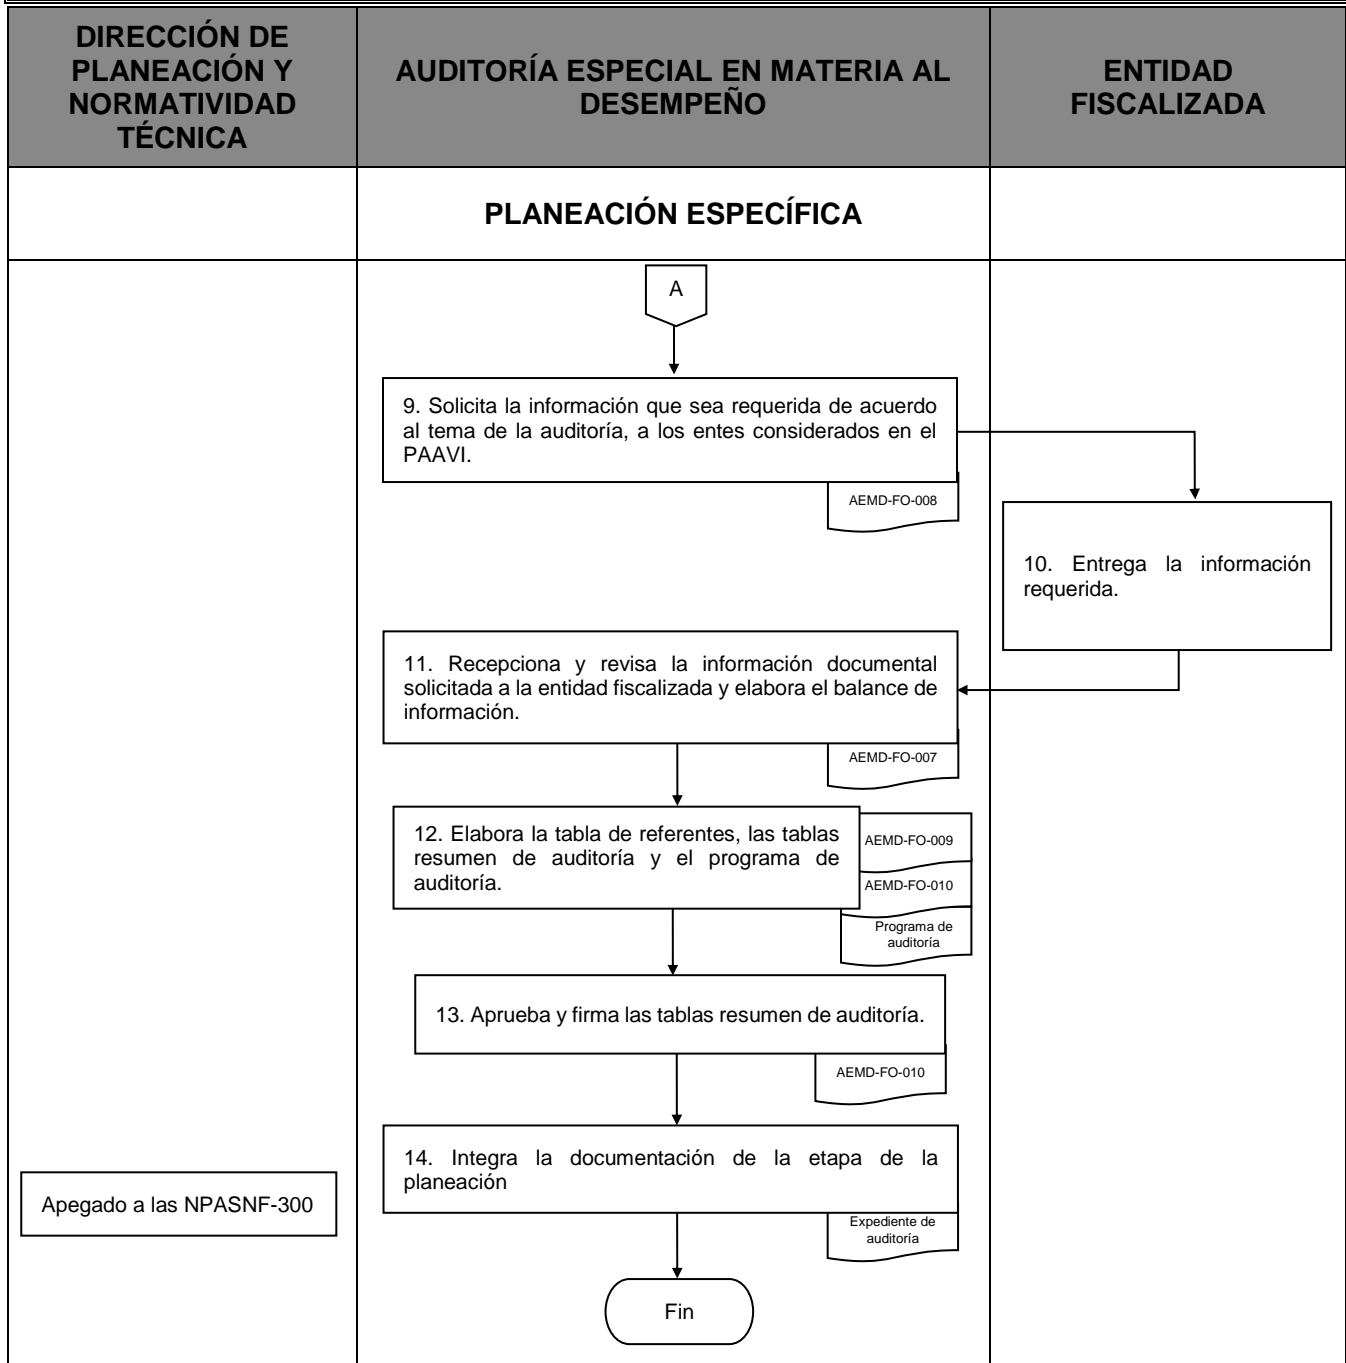 DIRECCIÓN DE
PLANEACIÓN Y
NORMATIVIDAD
TÉCNICA
AUDITORÍA ESPECIAL EN MATERIA AL
DESEMPEÑO
ENTIDAD
FISCALIZADA
PLANEACIÓN ESPECÍFICA
A
9. Solicita la información que sea requerida de acuerdo
al tema de la auditoría, a los entes considerados en el
PAAVI.
AEMD-FO-008
10. Entrega la información
requerida.
11. Recepciona y revisa la información documental
solicitada a la entidad fiscalizada y elabora el balance de
información.
AEMD-FO-007
12. Elabora la tabla de referentes, las tablas
resumen de auditoría y el programa de
auditoría.
AEMD-FO-009
AEMD-FO-010
Programa de
auditoría
13. Aprueba y firma las tablas resumen de auditoría.
AEMD-FO-010
14. Integra la documentación de la etapa de la
planeación
Apegado a las NPASNF-300
Expediente de
auditoría
Fin